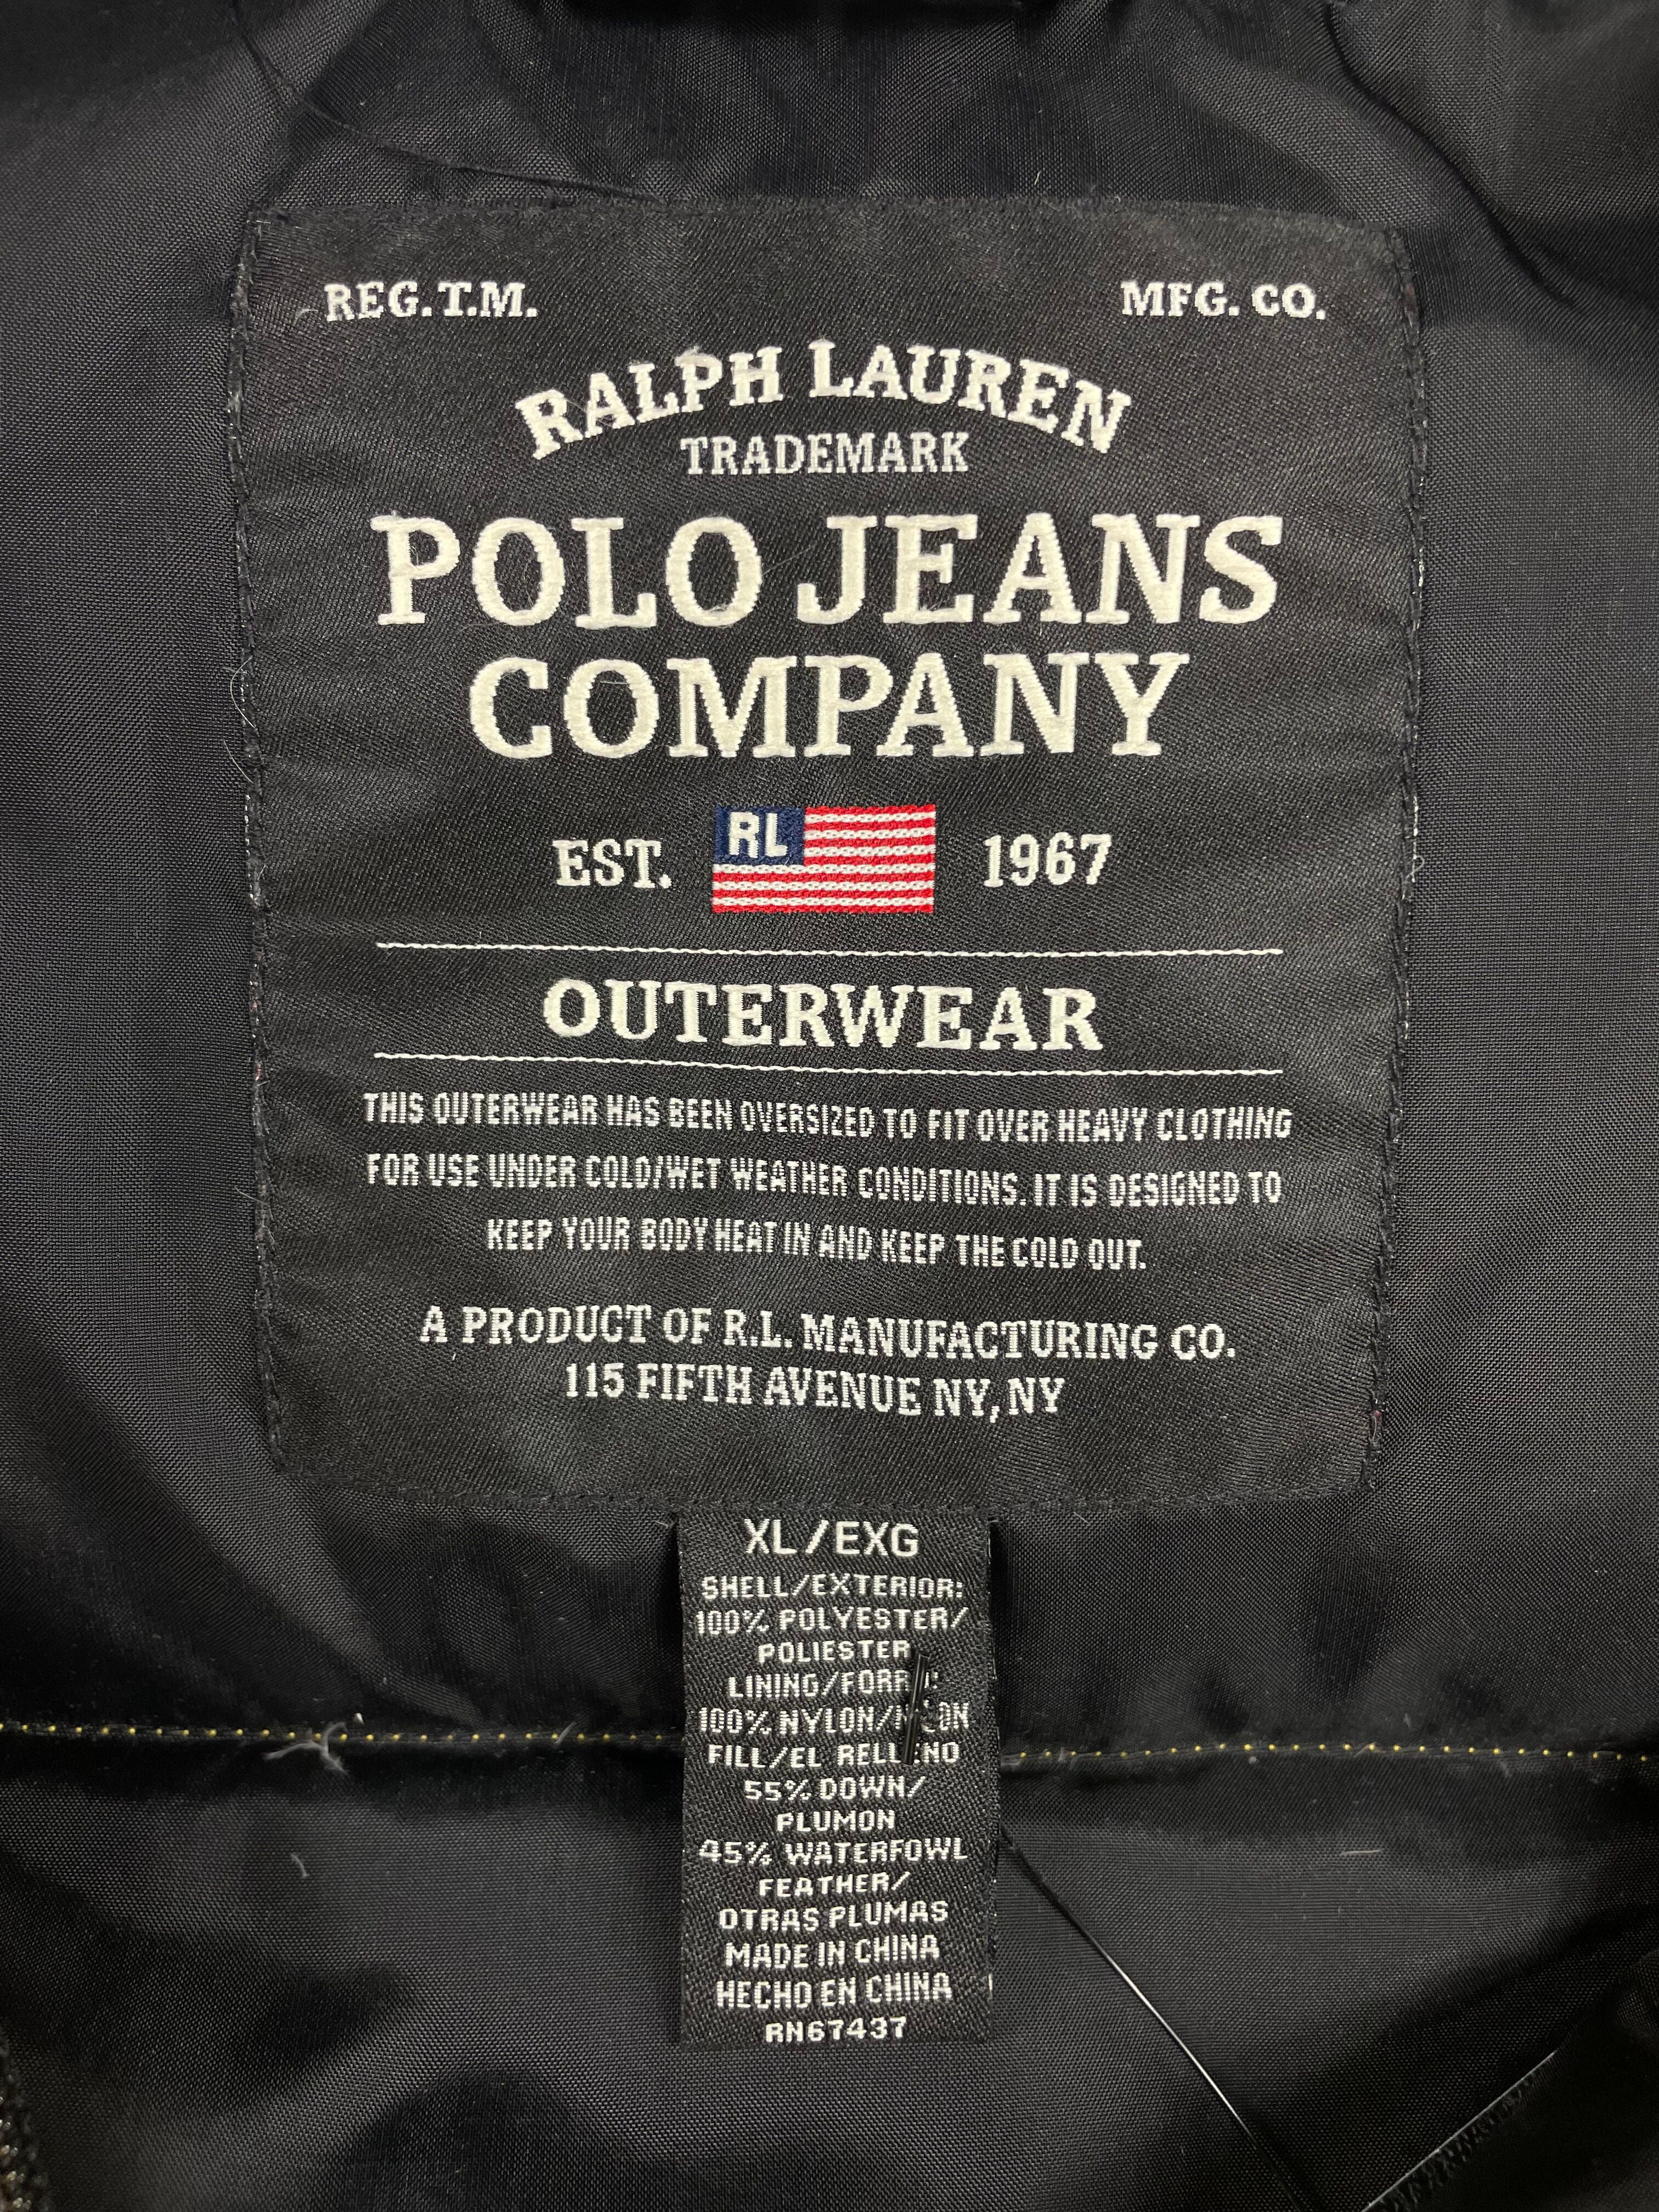 REG.T.M. MFG. CO.
RALPH LAUREN
TRADEMARK
POLO JEANS
COMPANY
EST. RL 1967
OUTERWEAR
THIS OUTERWEAR HAS BEEN OVERSIZED TO FIT OVER HEAVY CLOTHING
FOR USE UNDER COLD/WET WEATHER CONDITIONS. IT IS DESIGNED TO
KEEP YOUR BODY HEAT IN AND KEEP THE COLD OUT.
A PRODUCT OF R.L. MANUFACTURING CO.
115 FIFTH AVENUE NY, NY
XL/EXG
SHELL/EXTERIOR:
100% POLYESTER/
POLIESTER
LINING/
100% NYLON/
FILL/EL RELLENO
55% DOWN/
PLUMON
45% WATERFOWL
FEATHER/
OTRAS PLUMAS
MADE IN CHINA
HECHO EN CHINA
RN67437